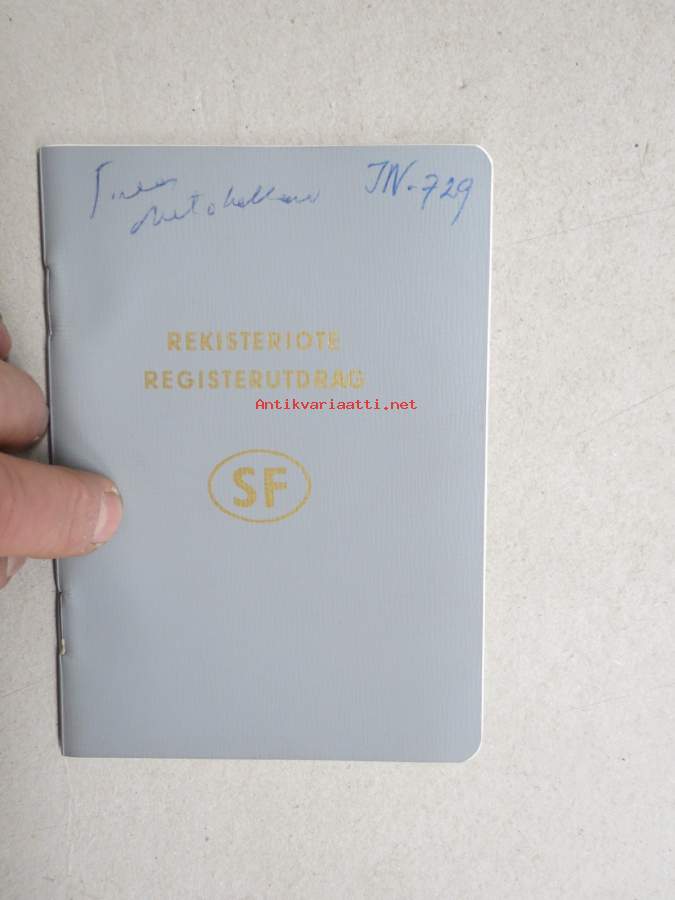 JN-729
REKISTERIOTE
REGISTERUTDRAG
Antikvariaatti.net
SF